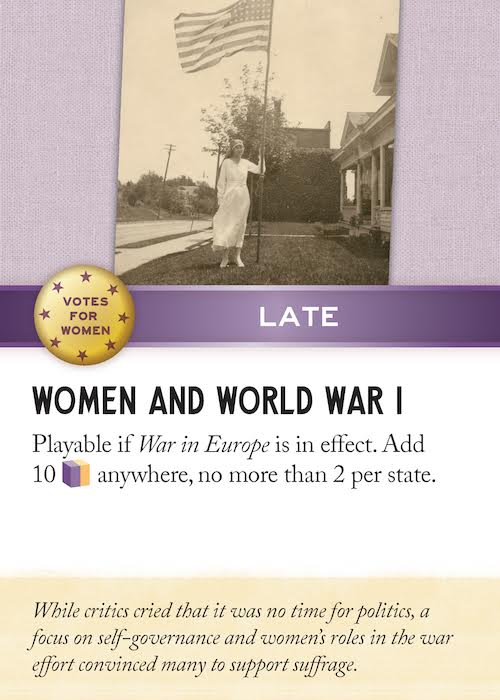 VOTES
FOR
WOMEN
LATE
WOMEN AND WORLD WAR I
Playable if War in Europe is in effect. Add
10 anywhere, no more than 2 per state.
While critics cried that it was no time for politics, a
focus on self-governance and women's roles in the war
effort convinced many to support suffrage.